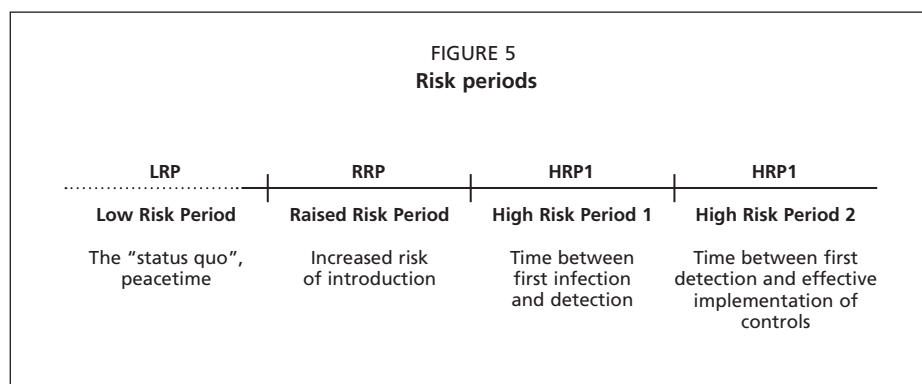 FIGURE 5
Risk periods
LRP RRP HRP1 HRP1
Low Risk Period Raised Risk Period High Risk Period 1 High Risk Period 2
The “status quo”, Increased risk Time between Time between first
peacetime of introduction first infection detection and effective
and detection implementation of
controls